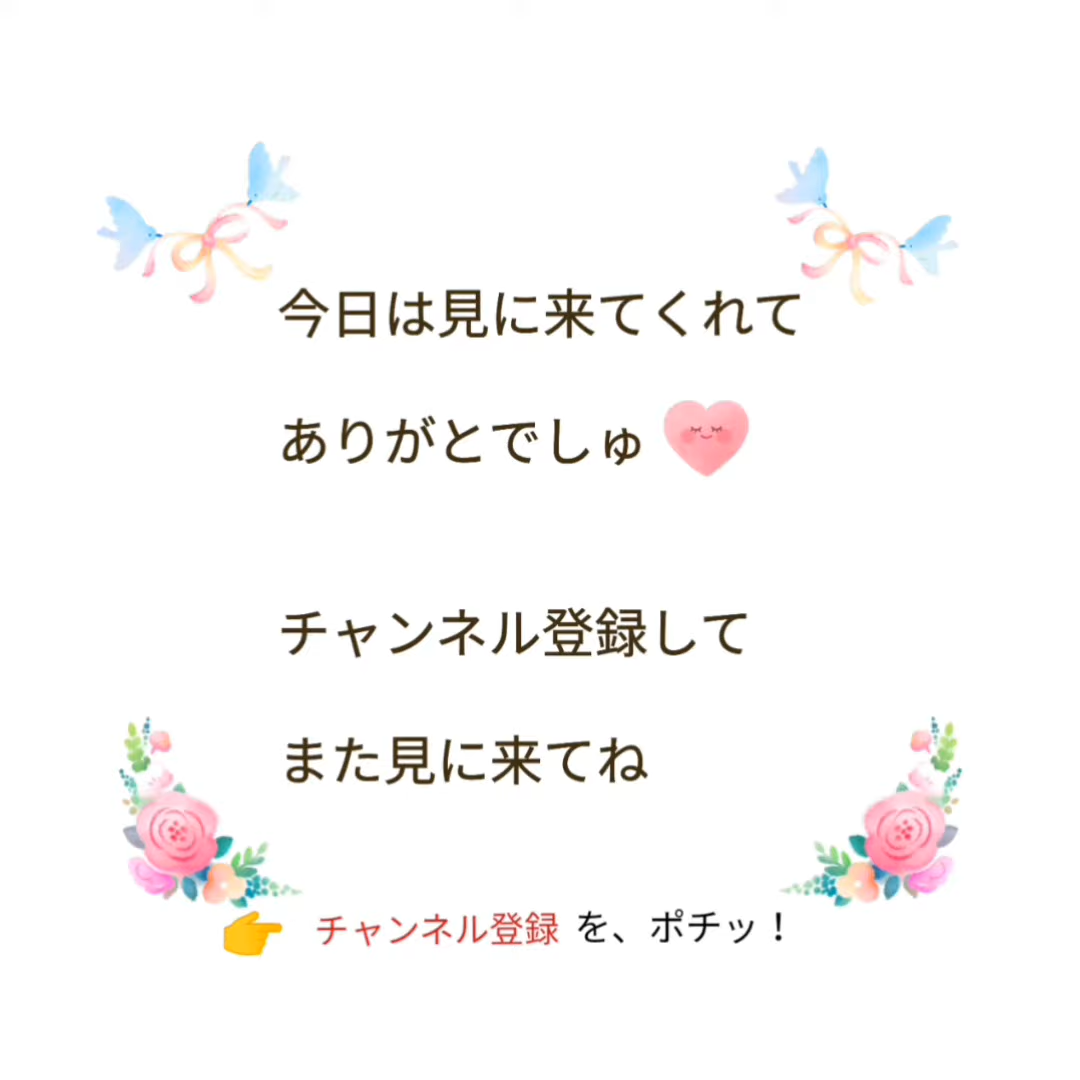 今日は見に来てくれて
ありがとでしゅ
チャンネル登録して
また見に来てね
チャンネル登録 を、ポチッ！